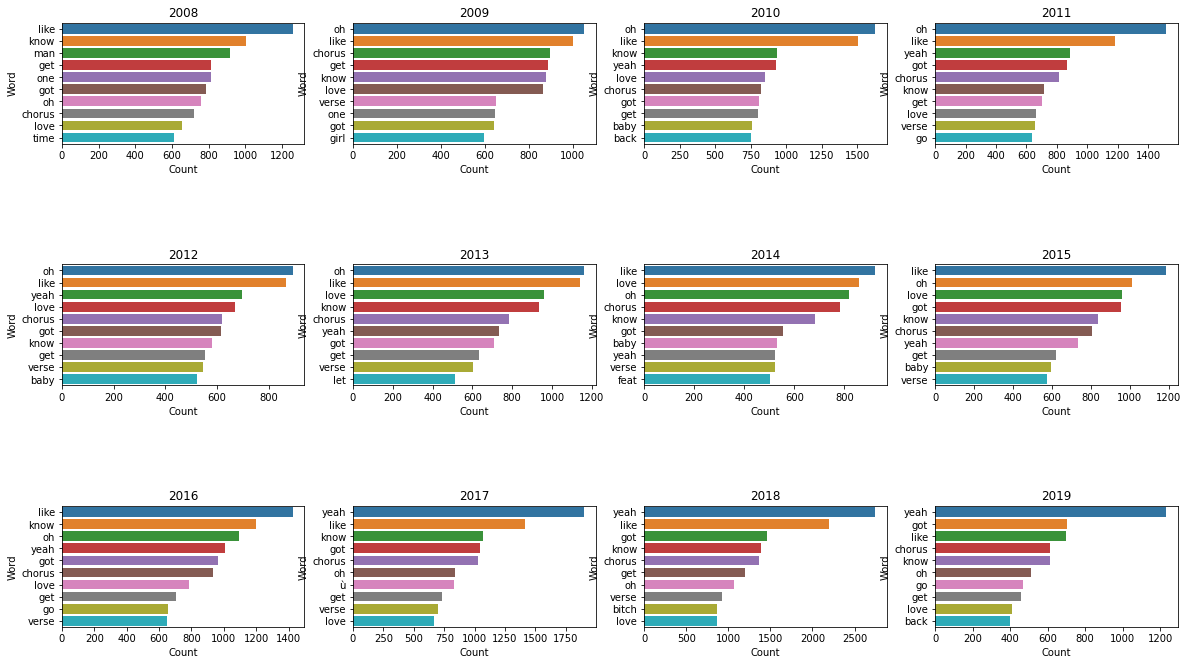 2008
Word
like
know
man
get
one
got
oh
chorus
love
time
0 200 400 600 800 1000 1200
Count
2009
Word
oh
like
chorus
get
know
love
verse
one
got
girl
0 200 400 600 800 1000
Count
2010
Word
oh
like
know
yeah
love
chorus
got
get
baby
back
0 250 500 750 1000 1250 1500
Count
2011
Word
oh
like
yeah
got
chorus
know
get
love
verse
go
0 200 400 600 800 1000 1200 1400
Count
2012
Word
oh
like
yeah
love
chorus
got
know
get
verse
baby
0 200 400 600 800
Count
2013
Word
oh
like
love
know
chorus
yeah
got
get
verse
let
0 200 400 600 800 1000 1200
Count
2014
Word
like
love
oh
chorus
know
got
baby
yeah
verse
feat
0 200 400 600 800
Count
2015
Word
like
oh
love
got
know
chorus
yeah
get
baby
verse
0 200 400 600 800 1000 1200
Count
2016
Word
like
know
oh
yeah
got
chorus
love
get
go
verse
0 200 400 600 800 1000 1200 1400
Count
2017
Word
yeah
like
know
got
chorus
oh
ù
get
verse
love
0 250 500 750 1000 1250 1500 1750
Count
2018
Word
yeah
like
got
know
chorus
get
oh
verse
bitch
love
0 500 1000 1500 2000 2500
Count
2019
Word
yeah
got
like
chorus
know
oh
go
get
love
back
0 200 400 600 800 1000 1200
Count